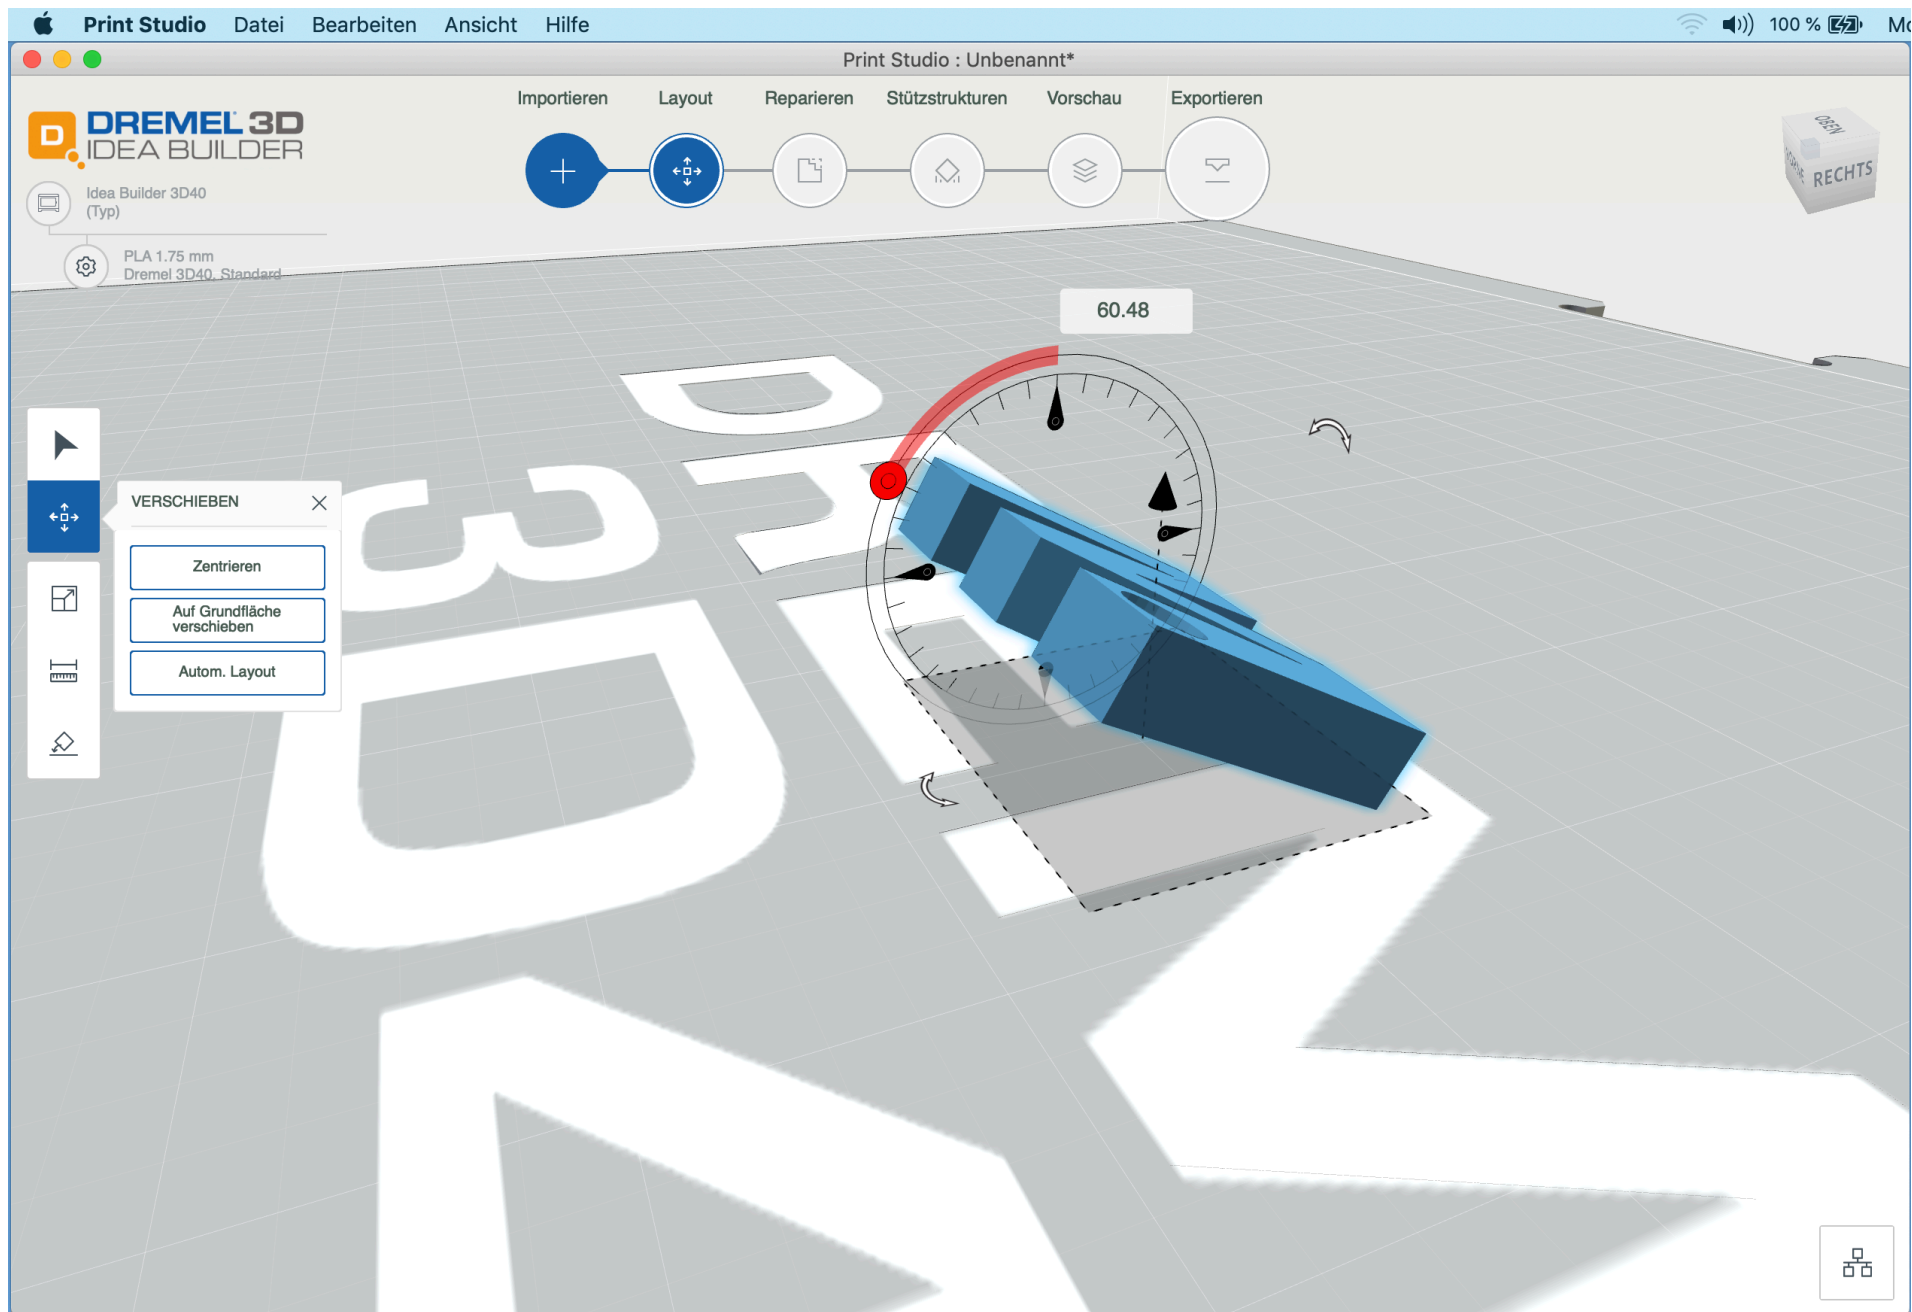 Print Studio Datei Bearbeiten Ansicht Hilfe 100 %
Print Studio : Unbenannt*
Importieren Layout Reparieren Stützstrukturen Vorschau Exportieren
D
DREMEL 3D
IDEA BUILDER
Idea Builder 3D40
(Typ)
PLA 1.75 mm
Dremel 3D40, Standard
OBEN
RECHTS
60.48
VERSCHIEBEN
Zentrieren
Auf Grundfläche
verschieben
Autom. Layout